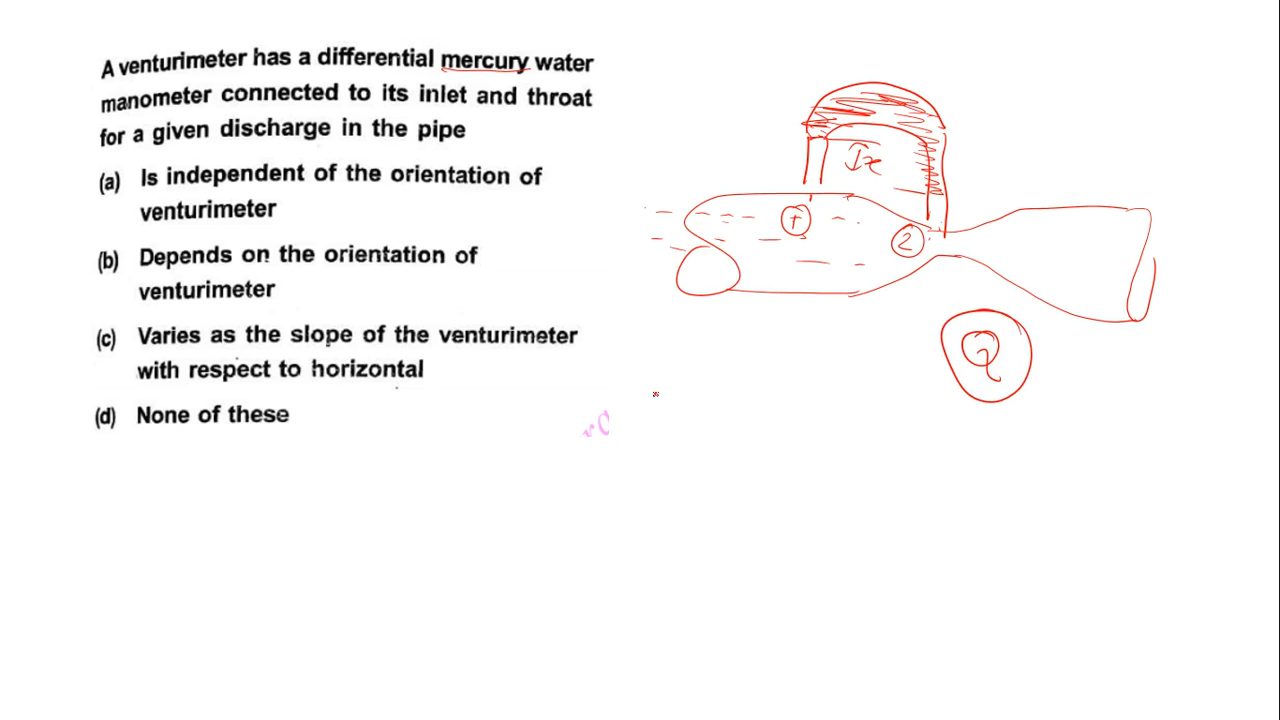 A venturimeter has a differential mercury water
manometer connected to its inlet and throat
for a given discharge in the pipe
(a) Is independent of the orientation of
venturimeter
(b) Depends on the orientation of
venturimeter
(c) Varies as the slope of the venturimeter
with respect to horizontal
(d) None of these
x
1
2
Q